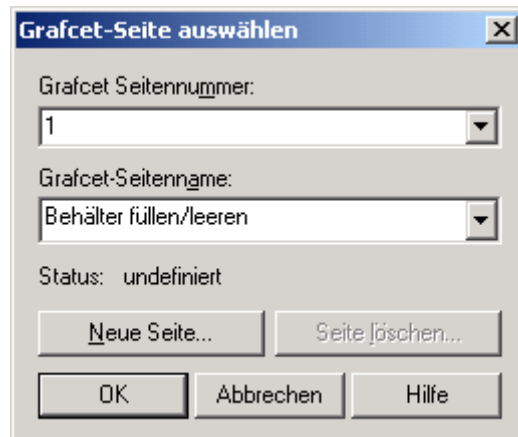 Grafcet-Seite auswählen
Grafcet Seitennummer:
1
Grafcet-Seitenname:
Behälter füllen/leeren
Status: undefiniert
Neue Seite... Seite löschen...
OK Abbrechen Hilfe